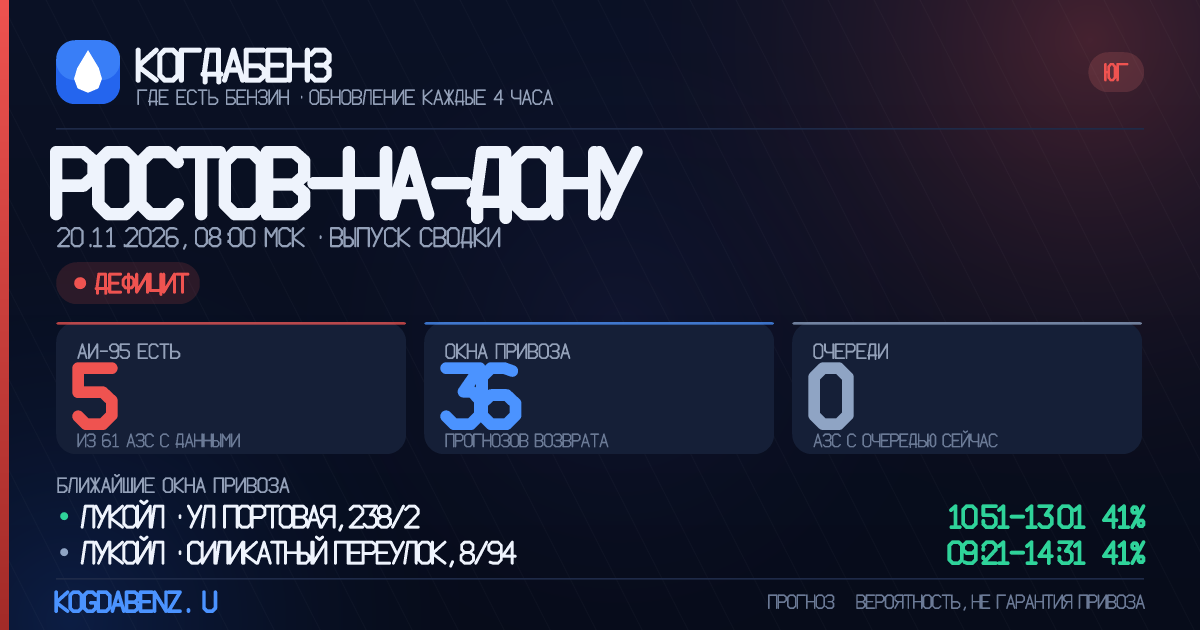 КОГДАБЕНЗ
ГДЕ ЕСТЬ БЕНЗИН · ОБНОВЛЕНИЕ КАЖДЫЕ 4 ЧАСА
ЮГ
РОСТОВ-НА-ДОНУ
20.11.2026, 08:00 МСК · ВЫПУСК СВОДКИ
ДЕФИЦИТ
АИ-95 ЕСТЬ
5
ИЗ 61 АЗС С ДАННЫМИ
ОКНА ПРИВОЗА
36
ПРОГНОЗОВ ВОЗВРАТА
ОЧЕРЕДИ
0
АЗС С ОЧЕРЕДЬЮ СЕЙЧАС
БЛИЖАЙШИЕ ОКНА ПРИВОЗА
• ЛУКОЙЛ · УЛ ПОРТОВАЯ, 238/2 10:51-13:01 41%
• ЛУКОЙЛ · СИЛИКАТНЫЙ ПЕРЕУЛОК, 8/94 09:21-14:31 41%
KOGDABENZ. U
ПРОГНОЗ ВЕРОЯТНОСТЬ, НЕ ГАРАНТИЯ ПРИВОЗА